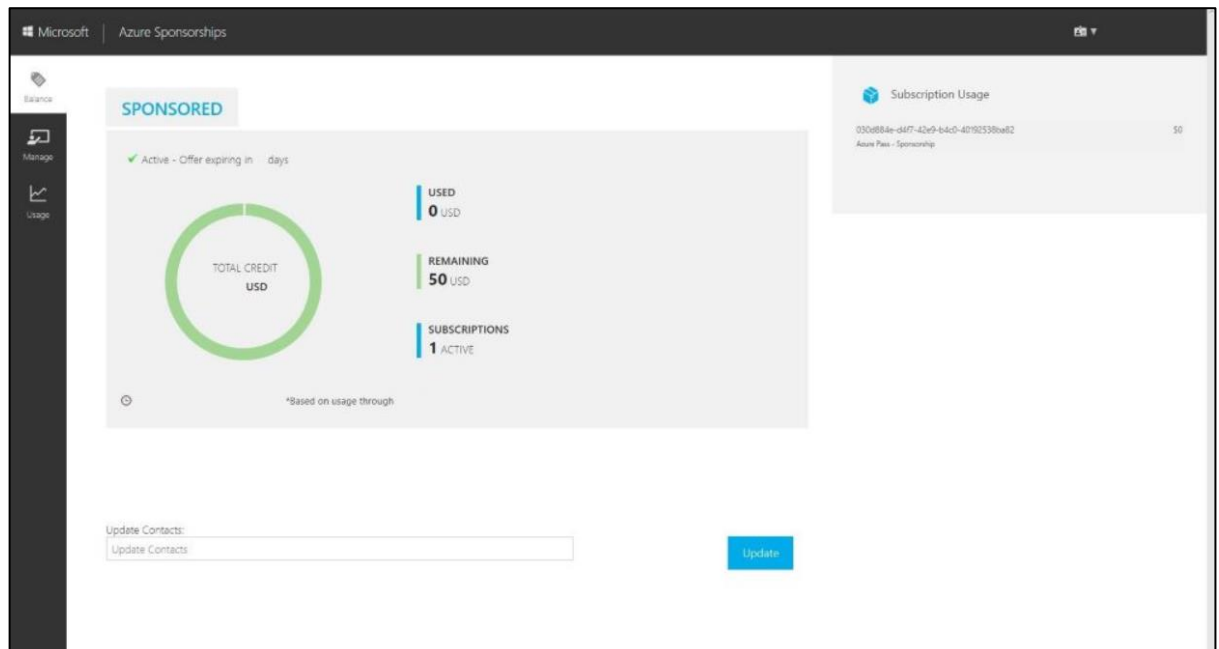 Microsoft
Azure Sponsorships
Balance
Manage
Usage
SPONSORED
Active - Offer expiring in days
TOTAL CREDIT
USD
USED
0 USD
REMAINING
50 USD
SUBSCRIPTIONS
1 ACTIVE
*Based on usage through
Update Contacts:
Update Contacts
Update
Subscription Usage
030d884e-d4f7-42e9-b4c0-40192538ba82 $0
Azure Pass - Sponsorship